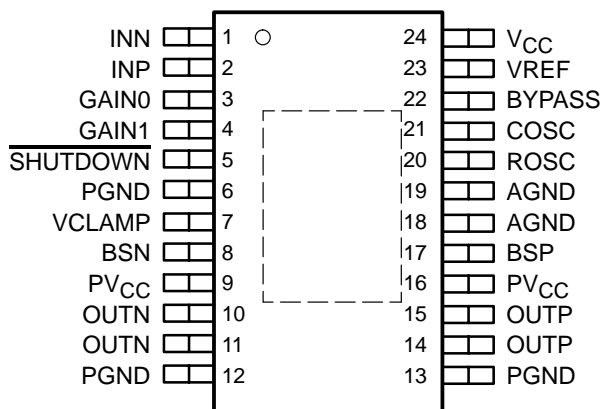 INN 1 24 VCC
INP 2 23 VREF
GAIN0 3 22 BYPASS
GAIN1 4 21 COSC
SHUTDOWN 5 20 ROSC
PGND 6 19 AGND
VCLAMP 7 18 AGND
BSN 8 17 BSP
PVCC 9 16 PVCC
OUTN 10 15 OUTP
OUTN 11 14 OUTP
PGND 12 13 PGND